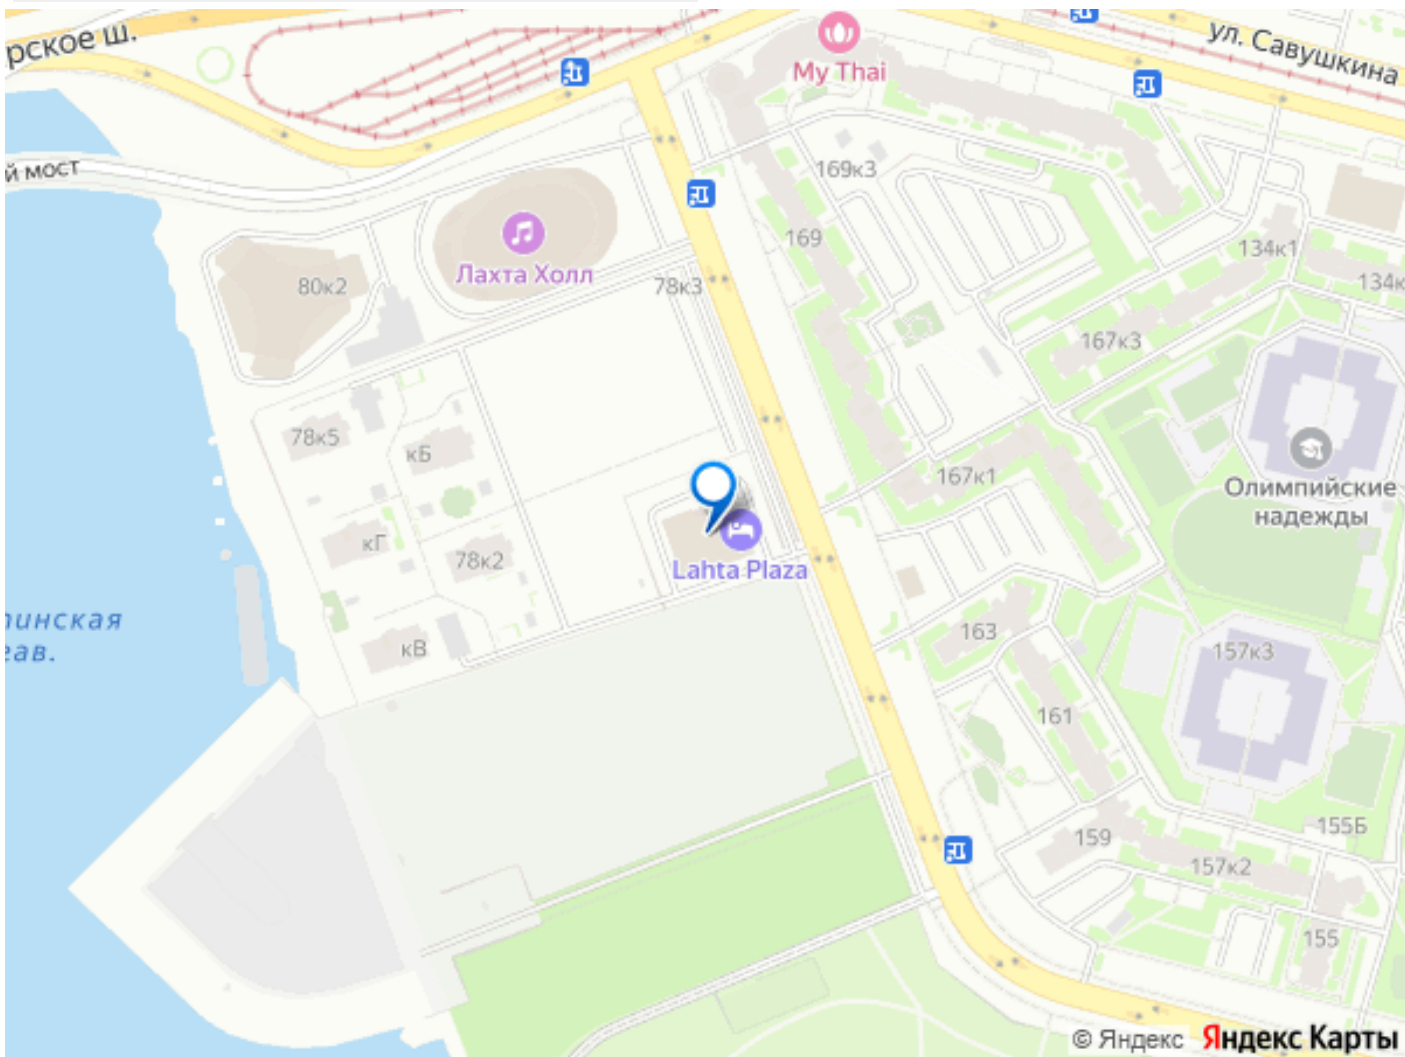 рское ш.
ул. Савушкина
My Thai
й мост
169к3
169
134к1
134к
Лахта Холл
80к2
78к3
167к3
78к5
кБ
167к1
Олимпийские
надежды
кГ
78к2
Lahta Plaza
инская
ав.
кВ
163
157к3
161
159
155Б
157к2
155
© Яндекс Яндекс Карты